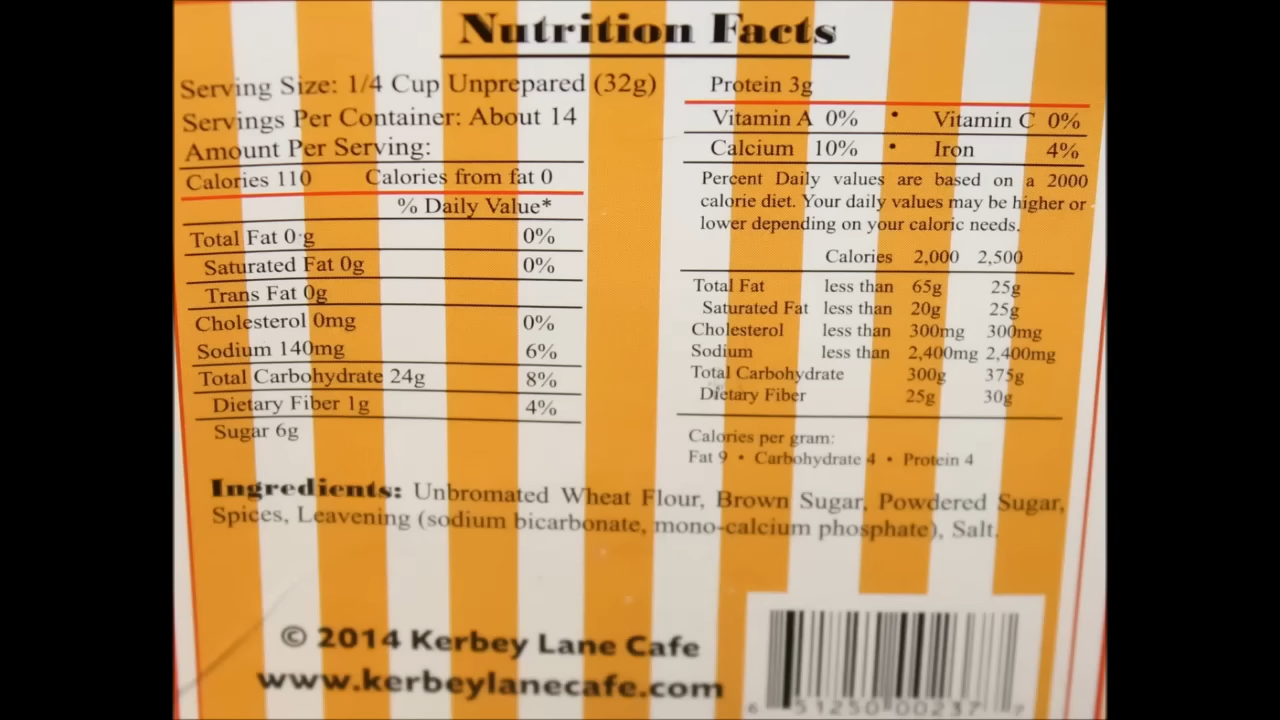 Nutrition Facts
Serving Size: 1/4 Cup Unprepared (32g)
Servings Per Container: About 14
Amount Per Serving:
Calories 110 Calories from fat 0
% Daily Value*
Total Fat 0 g 0%
Saturated Fat 0g 0%
Trans Fat 0g
Cholesterol 0mg 0%
Sodium 140mg 6%
Total Carbohydrate 24g 8%
Dietary Fiber 1g 4%
Sugar 6g
Protein 3g
Vitamin A 0% • Vitamin C 0%
Calcium 10% • Iron 4%
Percent Daily values are based on a 2000
calorie diet. Your daily values may be higher or
lower depending on your caloric needs.
Calories 2,000 2,500
Total Fat less than 65g 25g
Saturated Fat less than 20g 25g
Cholesterol less than 300mg 300mg
Sodium less than 2,400mg 2,400mg
Total Carbohydrate 300g 375g
Dietary Fiber 25g 30g
Calories per gram:
Fat 9 • Carbohydrate 4 • Protein 4
Ingredients: Unbromated Wheat Flour, Brown Sugar, Powdered Sugar,
Spices, Leavening (sodium bicarbonate, mono-calcium phosphate), Salt.
© 2014 Kerbey Lane Cafe
www.kerbeylanecafe.com
6 51250 00237 7